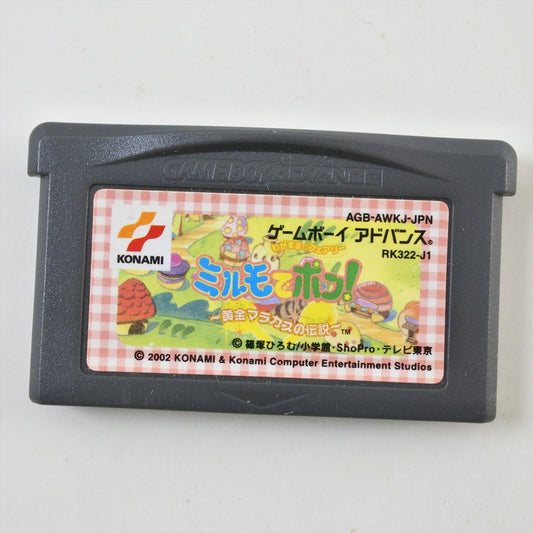 GAME BOY ADVANCE
AGB-AWKJ-JPN
ゲームボーイ アドバンス®
RK322-J1
KONAMI
わがまま☆フェアリー
ミルモでポン!
〜黄金マラカスの伝説〜™
© 篠塚ひろむ/小学館・ShoPro・テレビ東京
© 2002 KONAMI & Konami Computer Entertainment Studios